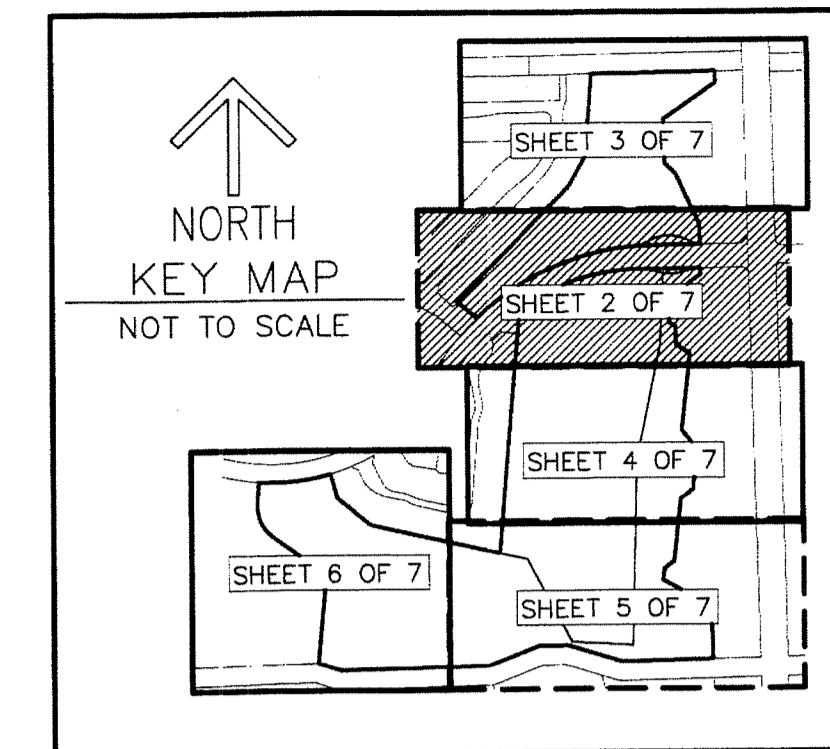 SHEET 3 OF 7
NORTH
KEY MAP
NOT TO SCALE
SHEET 2 OF 7
SHEET 4 OF 7
SHEET 6 OF 7
SHEET 5 OF 7